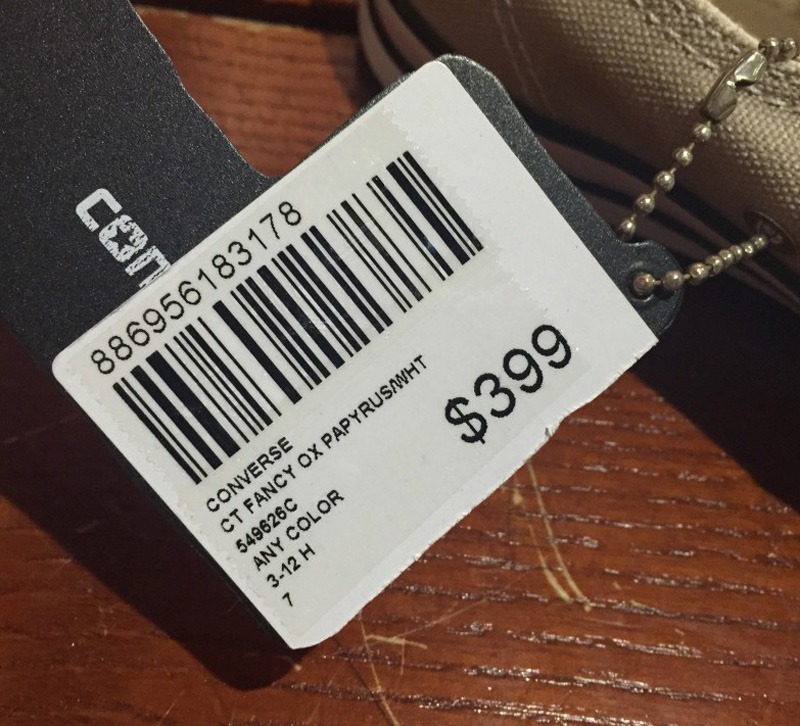 886956183178
$399
CONVERSE
CT FANCY OX PAPYRUS/WHT
549626C
ANY COLOR
3-12 H
7